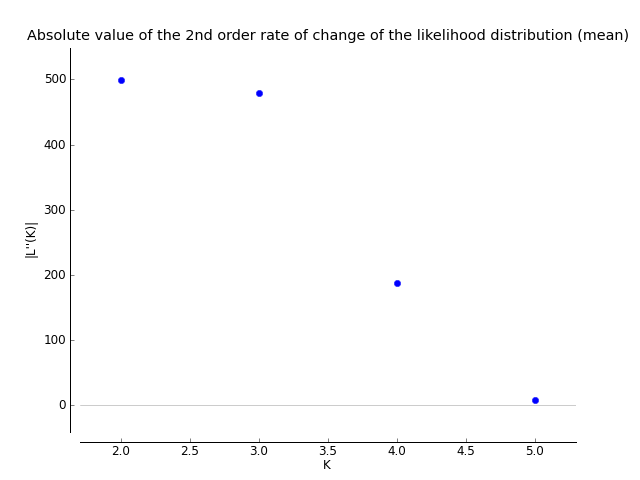 Absolute value of the 2nd order rate of change of the likelihood distribution (mean)
500
400
300
200
100
0
|L''(K)|
2.0 2.5 3.0 3.5 4.0 4.5 5.0
K